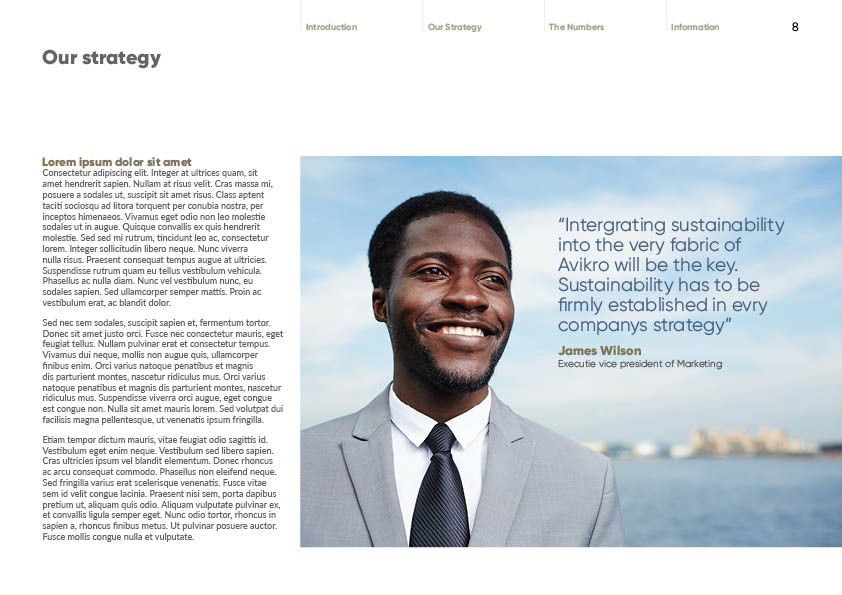 Introduction
Our Strategy
The Numbers
Information
8
Our strategy
Lorem ipsum dolor sit amet
Consectetur adipiscing elit. Integer at ultrices quam, sit
amet hendrerit sapien. Nullam at risus velit. Cras massa mi,
posuere a sodales ut, suscipit sit amet risus. Class aptent
taciti sociosqu ad litora torquent per conubia nostra, per
inceptos himenaeos. Vivamus eget odio non leo molestie
sodales ut in augue. Quisque convallis ex quis hendrerit
molestie. Sed sed mi rutrum, tincidunt leo ac, consectetur
lorem. Integer sollicitudin libero neque. Nunc viverra
nulla risus. Praesent consequat tempus augue at ultricies.
Suspendisse rutrum quam eu tellus vestibulum vehicula.
Phasellus ac nulla diam. Nunc vel vestibulum nunc, eu
sodales sapien. Sed ullamcorper semper mattis. Proin ac
vestibulum erat, ac blandit dolor.
Sed nec sem sodales, suscipit sapien et, fermentum tortor.
Donec sit amet justo orci. Fusce nec consectetur mauris, eget
feugiat tellus. Nullam pulvinar erat et consectetur tempus.
Vivamus dui neque, mollis non augue quis, ullamcorper
finibus enim. Orci varius natoque penatibus et magnis
dis parturient montes, nascetur ridiculus mus. Orci varius
natoque penatibus et magnis dis parturient montes, nascetur
ridiculus mus. Suspendisse viverra orci augue, eget congue
est congue non. Nulla sit amet mauris lorem. Sed volutpat dui
facilisis magna pellentesque, ut venenatis ipsum fringilla.
Etiam tempor dictum mauris, vitae feugiat odio sagittis id.
Vestibulum eget enim neque. Vestibulum sed libero sapien.
Cras ultricies ipsum vel blandit elementum. Donec rhoncus
ac arcu consequat commodo. Phasellus non eleifend neque.
Sed fringilla varius erat scelerisque venenatis. Fusce vitae
sem id velit congue lacinia. Praesent nisi sem, porta dapibus
pretium ut, aliquam quis odio. Aliquam vulputate pulvinar ex,
et convallis ligula semper eget. Nunc odio tortor, rhoncus in
sapien a, rhoncus finibus metus. Ut pulvinar posuere auctor.
Fusce mollis congue nulla et vulputate.
“Intergrating sustainability
into the very fabric of
Avikro will be the key.
Sustainability has to be
firmly established in evry
companys strategy”
James Wilson
Executie vice president of Marketing